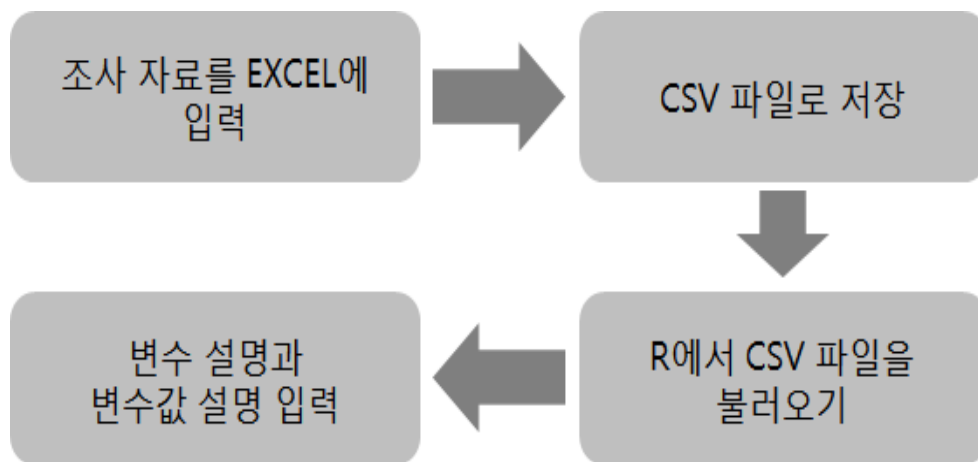 조사 자료를 EXCEL에
입력
CSV 파일로 저장
R에서 CSV 파일을
불러오기
변수 설명과
변수값 설명 입력